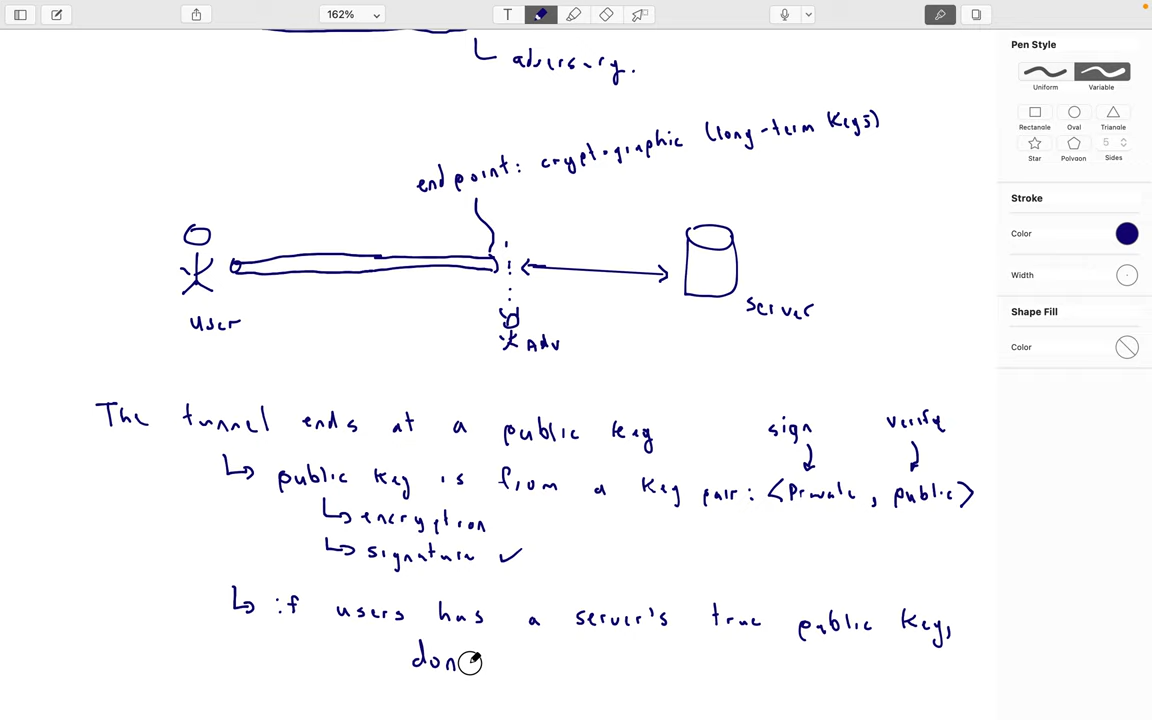 162%
T
adversary.
endpoint: cryptographic (long-term keys)
User
Adv
Server
The tunnel ends at a public key
sign
verify
↳ public key is from a key pair: <Private, public>
↳ encryption
↳ signature ✓
↳ if users has a server's true public key,
don
Pen Style
Uniform Variable
Rectangle Oval Triangle
5
Star Polygon Sides
Stroke
Color
Width
Shape Fill
Color